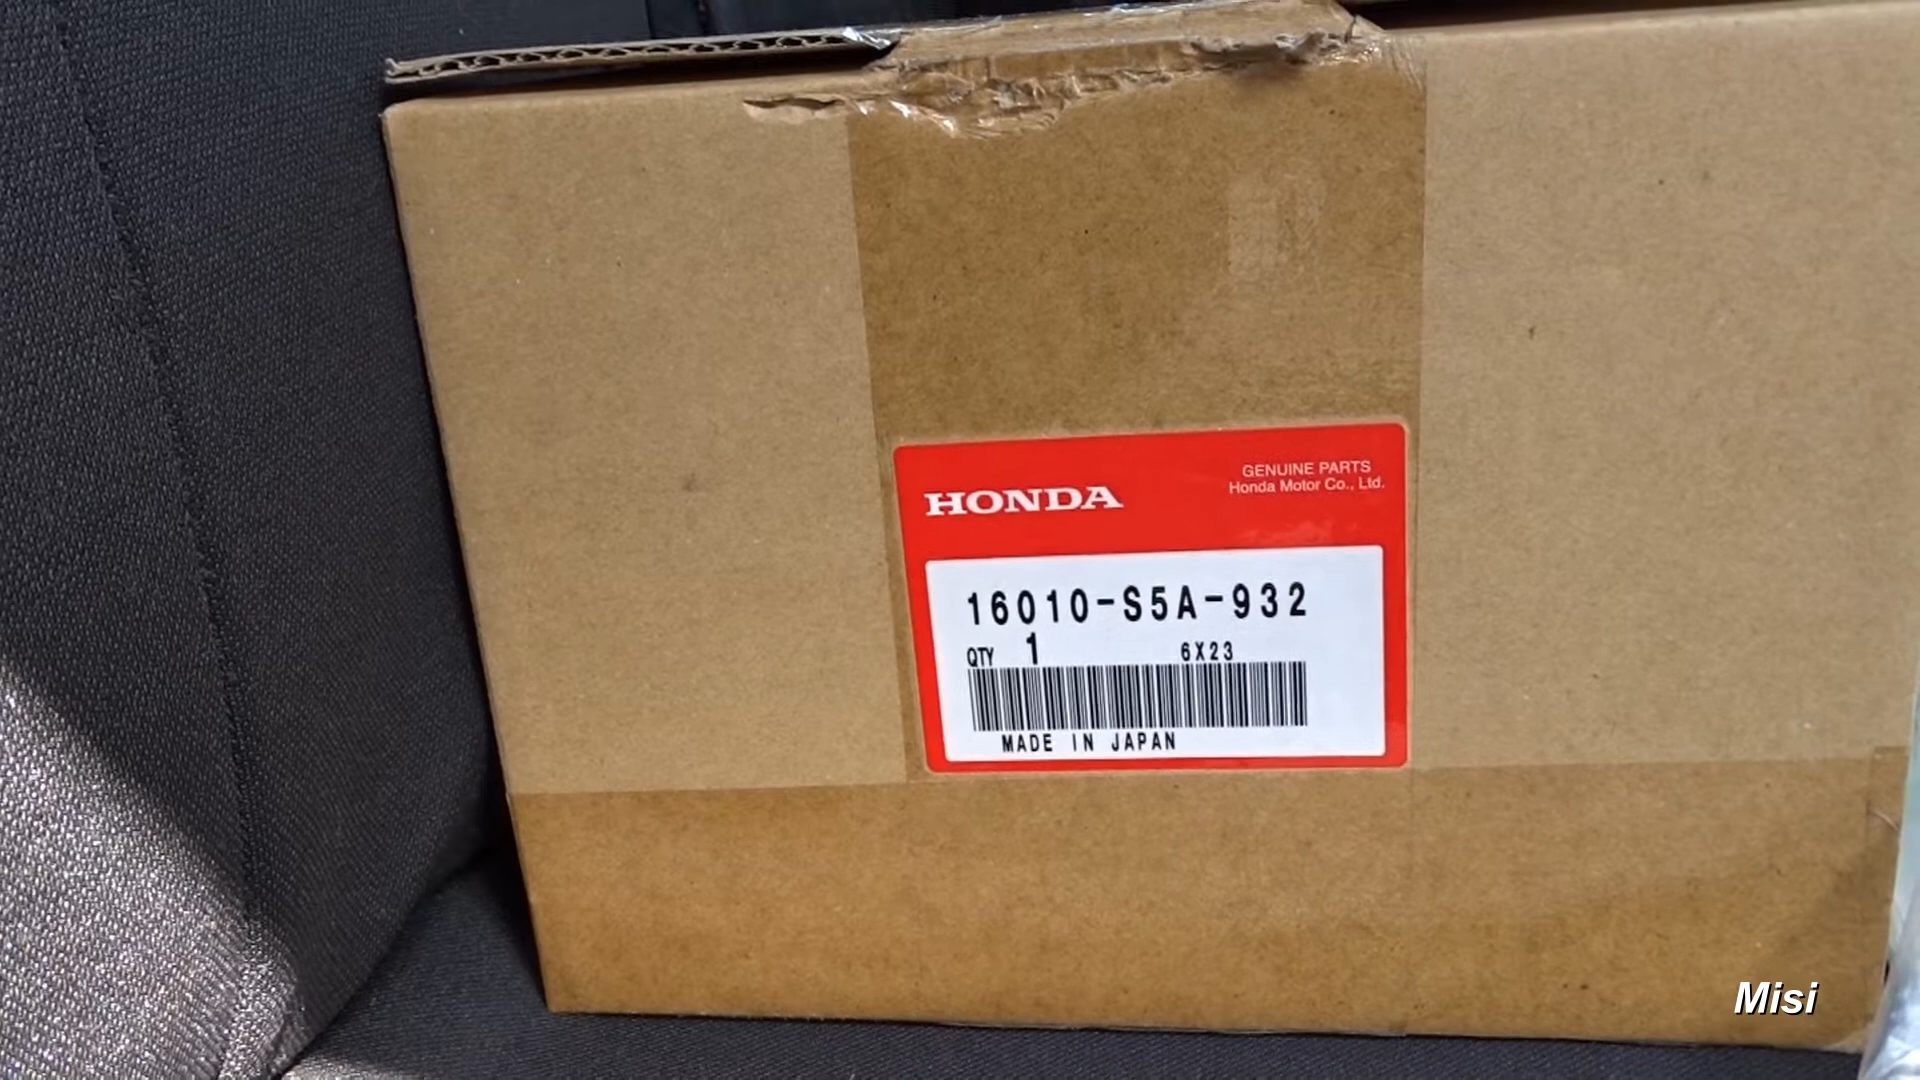 HONDA
GENUINE PARTS
Honda Motor Co., Ltd.
16010-S5A-932
QTY 1 6X23
MADE IN JAPAN
Misi